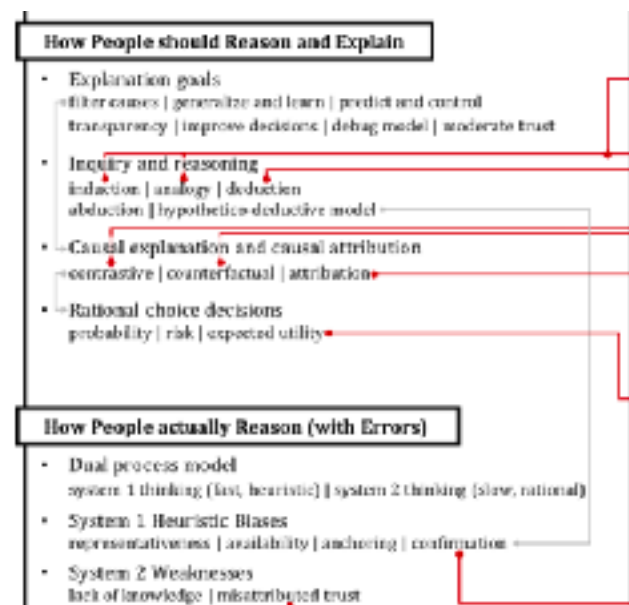 How People should Reason and Explain
• Explanation goals
filter causes | generalize and learn | predict and control
transparency | improve decisions | debug model | moderate trust
• Inquiry and reasoning
induction | analogy | deduction
abduction | hypothetico-deductive model
• Causal explanation and causal attribution
contrastive | counterfactual | attribution
• Rational choice decisions
probability | risk | expected utility
How People actually Reason (with Errors)
• Dual process model
system 1 thinking (fast, heuristic) | system 2 thinking (slow, rational)
• System 1 Heuristic Biases
representativeness | availability | anchoring | confirmation
• System 2 Weaknesses
lack of knowledge | misattributed trust